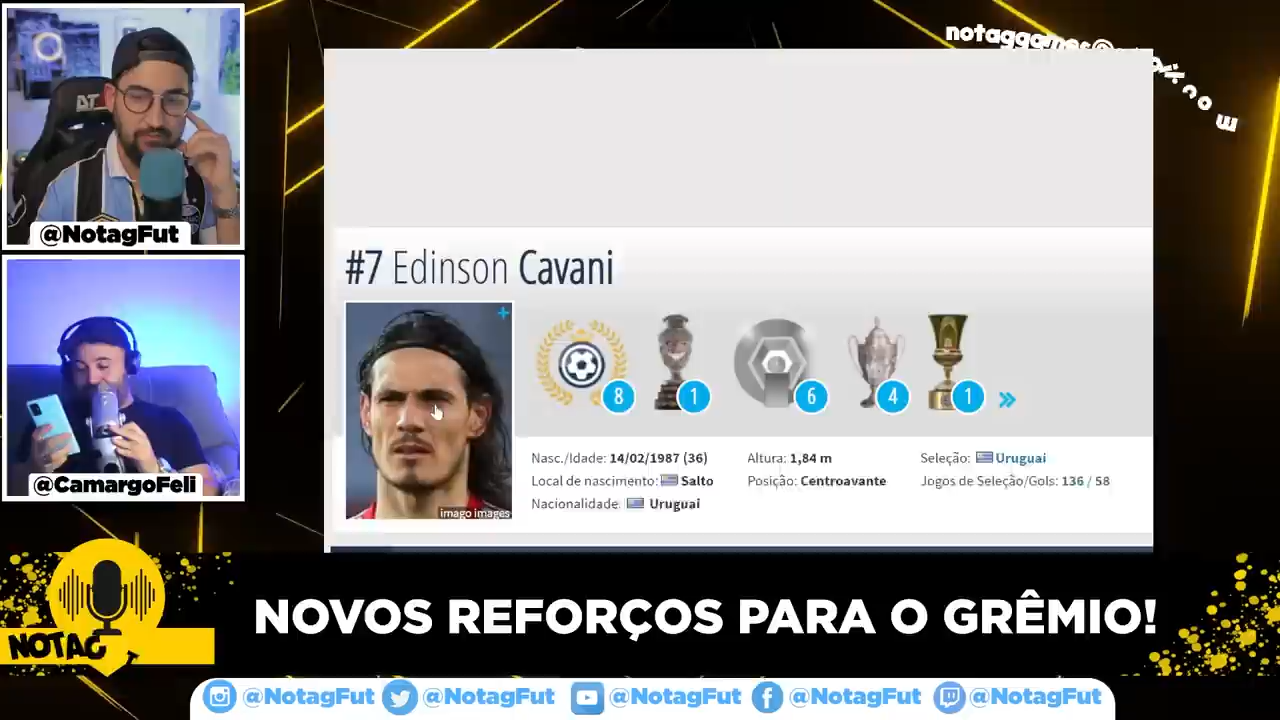 @NotagFut
@CamargoFeli
#7 Edinson Cavani
8
1
6
4
1
imago images
Nasc./Idade: 14/02/1987 (36)
Local de nascimento: Salto
Nacionalidade: Uruguai
Altura: 1,84 m
Posição: Centroavante
Seleção: Uruguai
Jogos de Seleção/Gols: 136 / 58
NOTAG
NOVOS REFORÇOS PARA O GRÊMIO!
@NotagFut @NotagFut @NotagFut @NotagFut @NotagFut